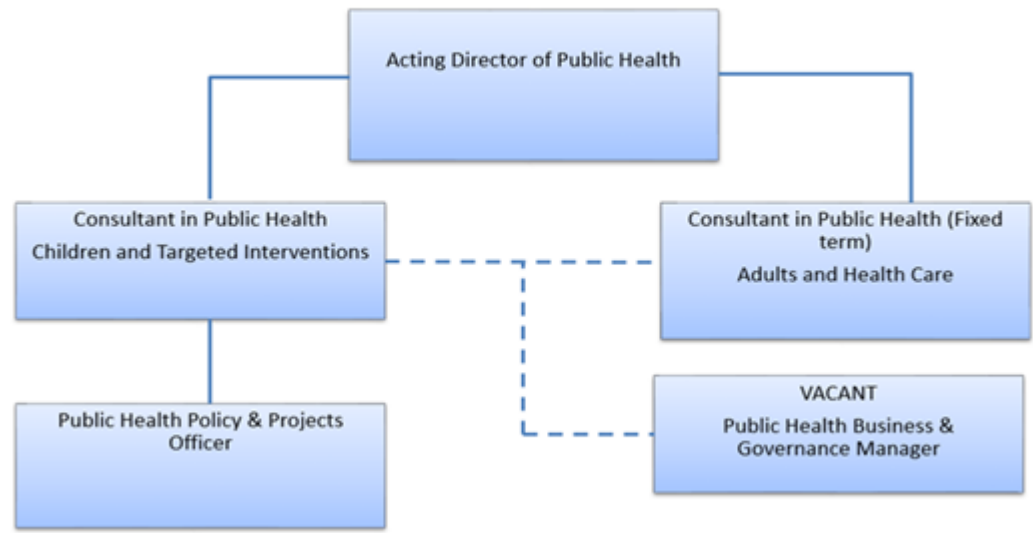 Acting Director of Public Health
Consultant in Public Health
Children and Targeted Interventions
Consultant in Public Health (Fixed
term)
Adults and Health Care
Public Health Policy & Projects
Officer
VACANT
Public Health Business &
Governance Manager